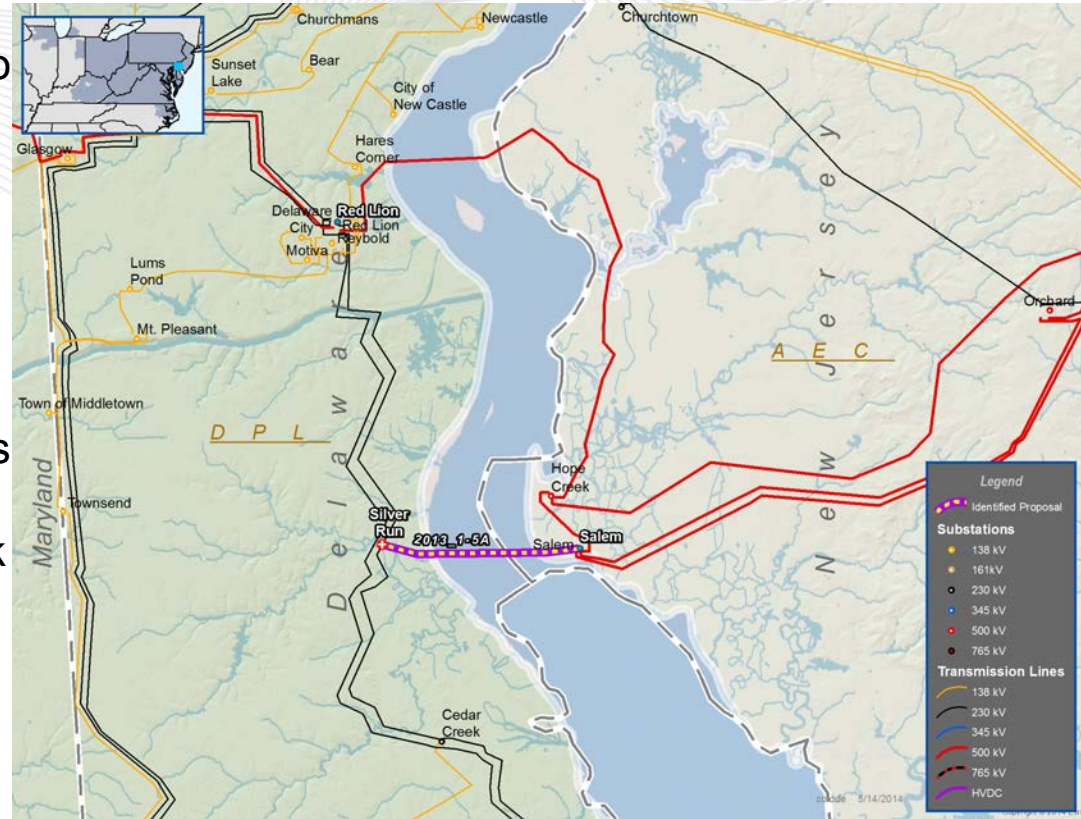 Churchmans
Newcastle
Churchtown
Sunset
Lake
Bear
City of
New Castle
Glasgow
Hares
Corner
Delaware
City
Red Lion
Red Lion
Reybold
Motiva
Lums
Pond
Mt. Pleasant
Orchard
A E C
Town of Middletown
D P L
Delaware
New Jersey
Maryland
Townsend
Hope
Creek
Silver
Run
2013_1-5A
Salem
Salem
Cedar
Creek
Legend
Identified Proposal
Substations
138 kV
161kV
230 kV
345 kV
500 kV
765 kV
Transmission Lines
138 kV
230 kV
345 kV
500 kV
765 kV
HVDC
5/14/2014